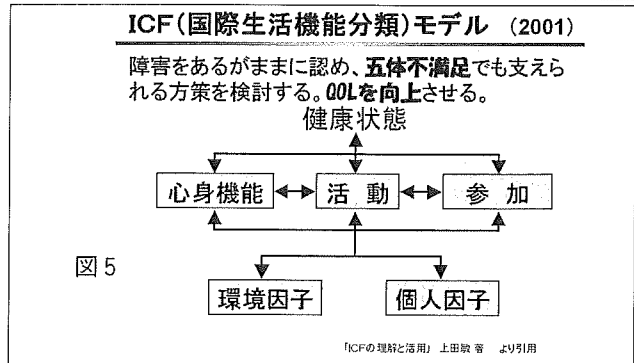 ICF(国際生活機能分類)モデル (2001)
障害をあるがままに認め、五体不満足でも支えら
れる方策を検討する。QOLを向上させる。
健康状態
心身機能 活 動 参 加
図5
環境因子 個人因子
「ICFの理解と活用」 上田敏 著 より引用